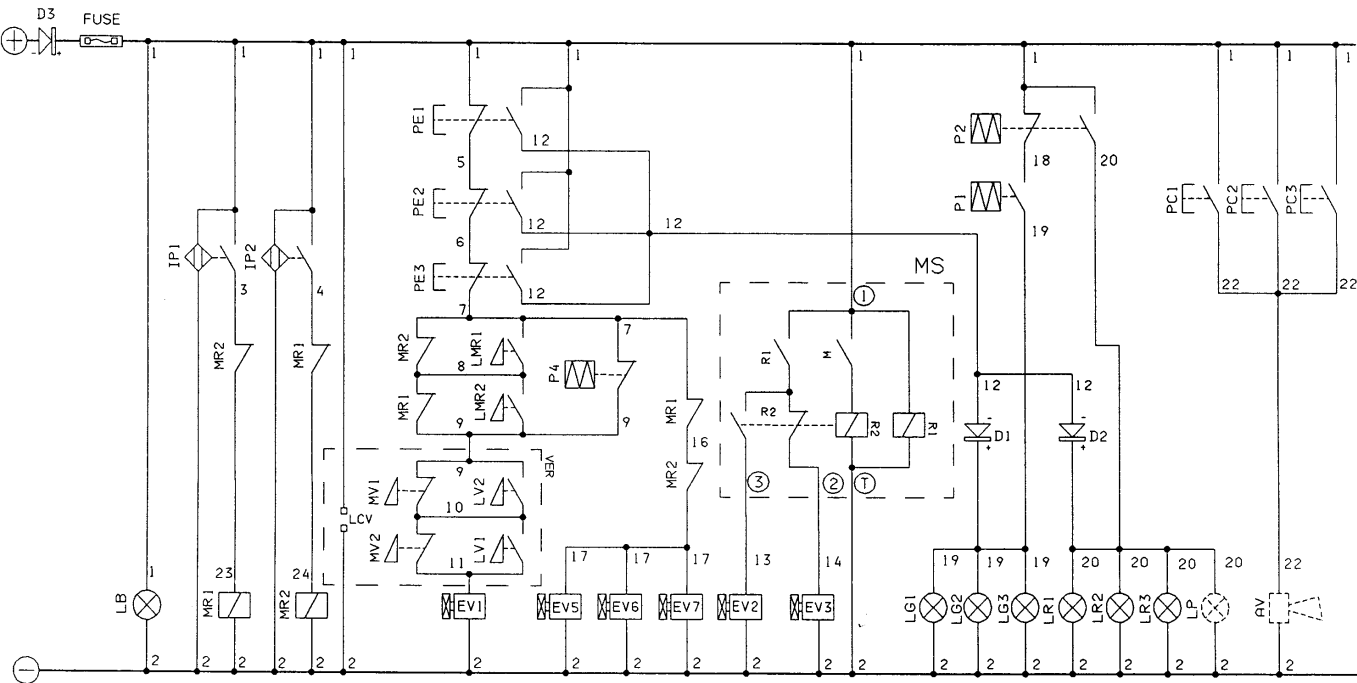 D3
FUSE
+
- +
1 1 1 1 1 1 1 1 1 1 1
PE1
12
5
PE2
12
6
PE3
12
7
12
P2
18 20
P1
19
PC1 PC2 PC3
22 22 22
IP1 IP2
3 4
MR2 MR1
MR2
8
LMR1
MR1
9
LMR2
P4
7
9
MR1
16
MR2
VER
9
MV1
10
LV2
MV2
11
LV1
LCV
MS
1
R1 M
R2
R2 R1
3 2 T
12 12
- -
D1 D2
+ +
1 23 24
17 17 17
13 14
19 19 19 20 20 20 20
22
LB MR1 MR2 EV1 EV5 EV6 EV7 EV2 EV3 LG1 LG2 LG3 LR1 LR2 LR3 LP AV
2 2 2 2 2 2 2 2 2 2 2 2 2 2 2 2 2 2 2 2 2
-